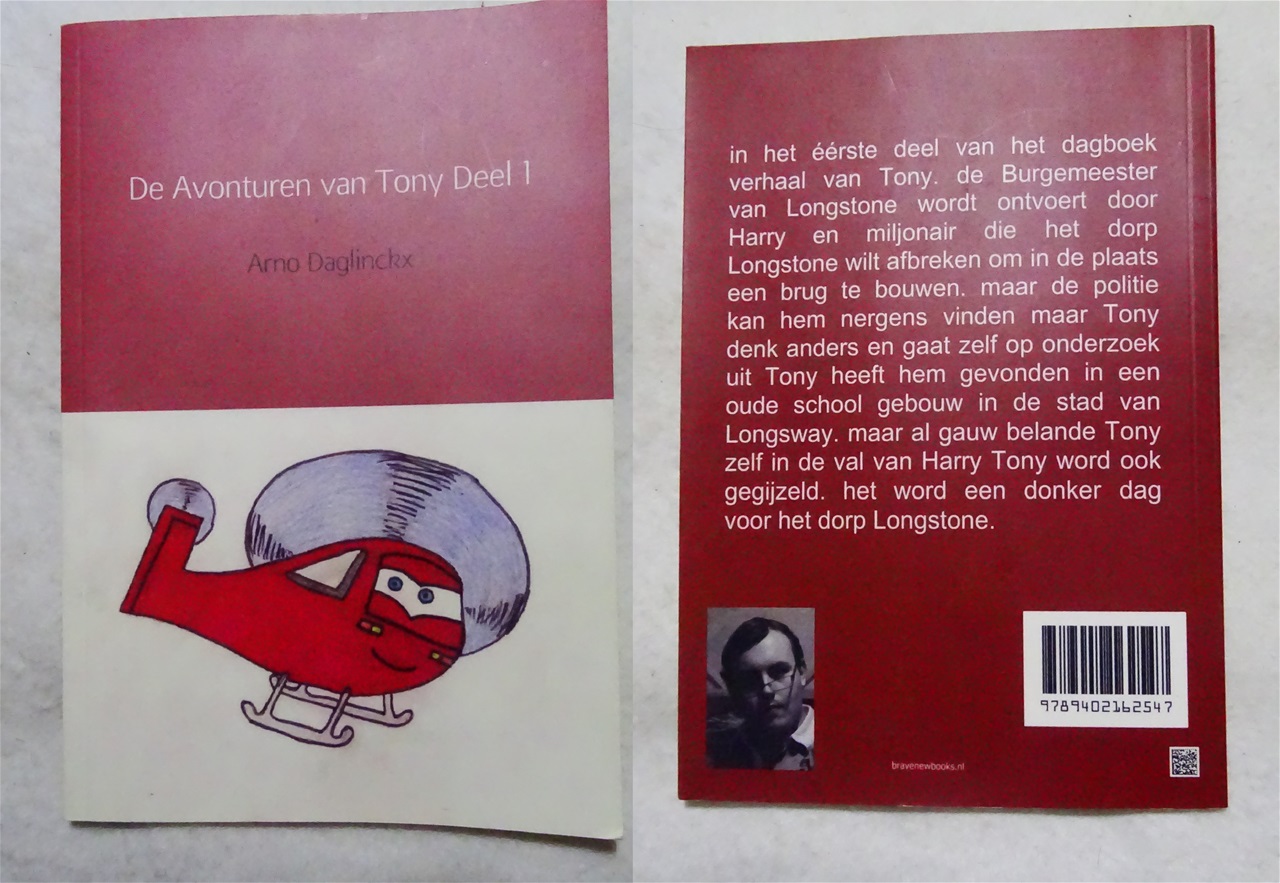 De Avonturen van Tony Deel 1
Arno Daglinckx
in het éérste deel van het dagboek
verhaal van Tony. de Burgemeester
van Longstone wordt ontvoert door
Harry en miljonair die het dorp
Longstone wilt afbreken om in de plaats
een brug te bouwen. maar de politie
kan hem nergens vinden maar Tony
denk anders en gaat zelf op onderzoek
uit Tony heeft hem gevonden in een
oude school gebouw in de stad van
Longsway. maar al gauw belande Tony
zelf in de val van Harry Tony word ook
gegijzeld. het word een donker dag
voor het dorp Longstone.
9789402162547
bravenewbooks.nl